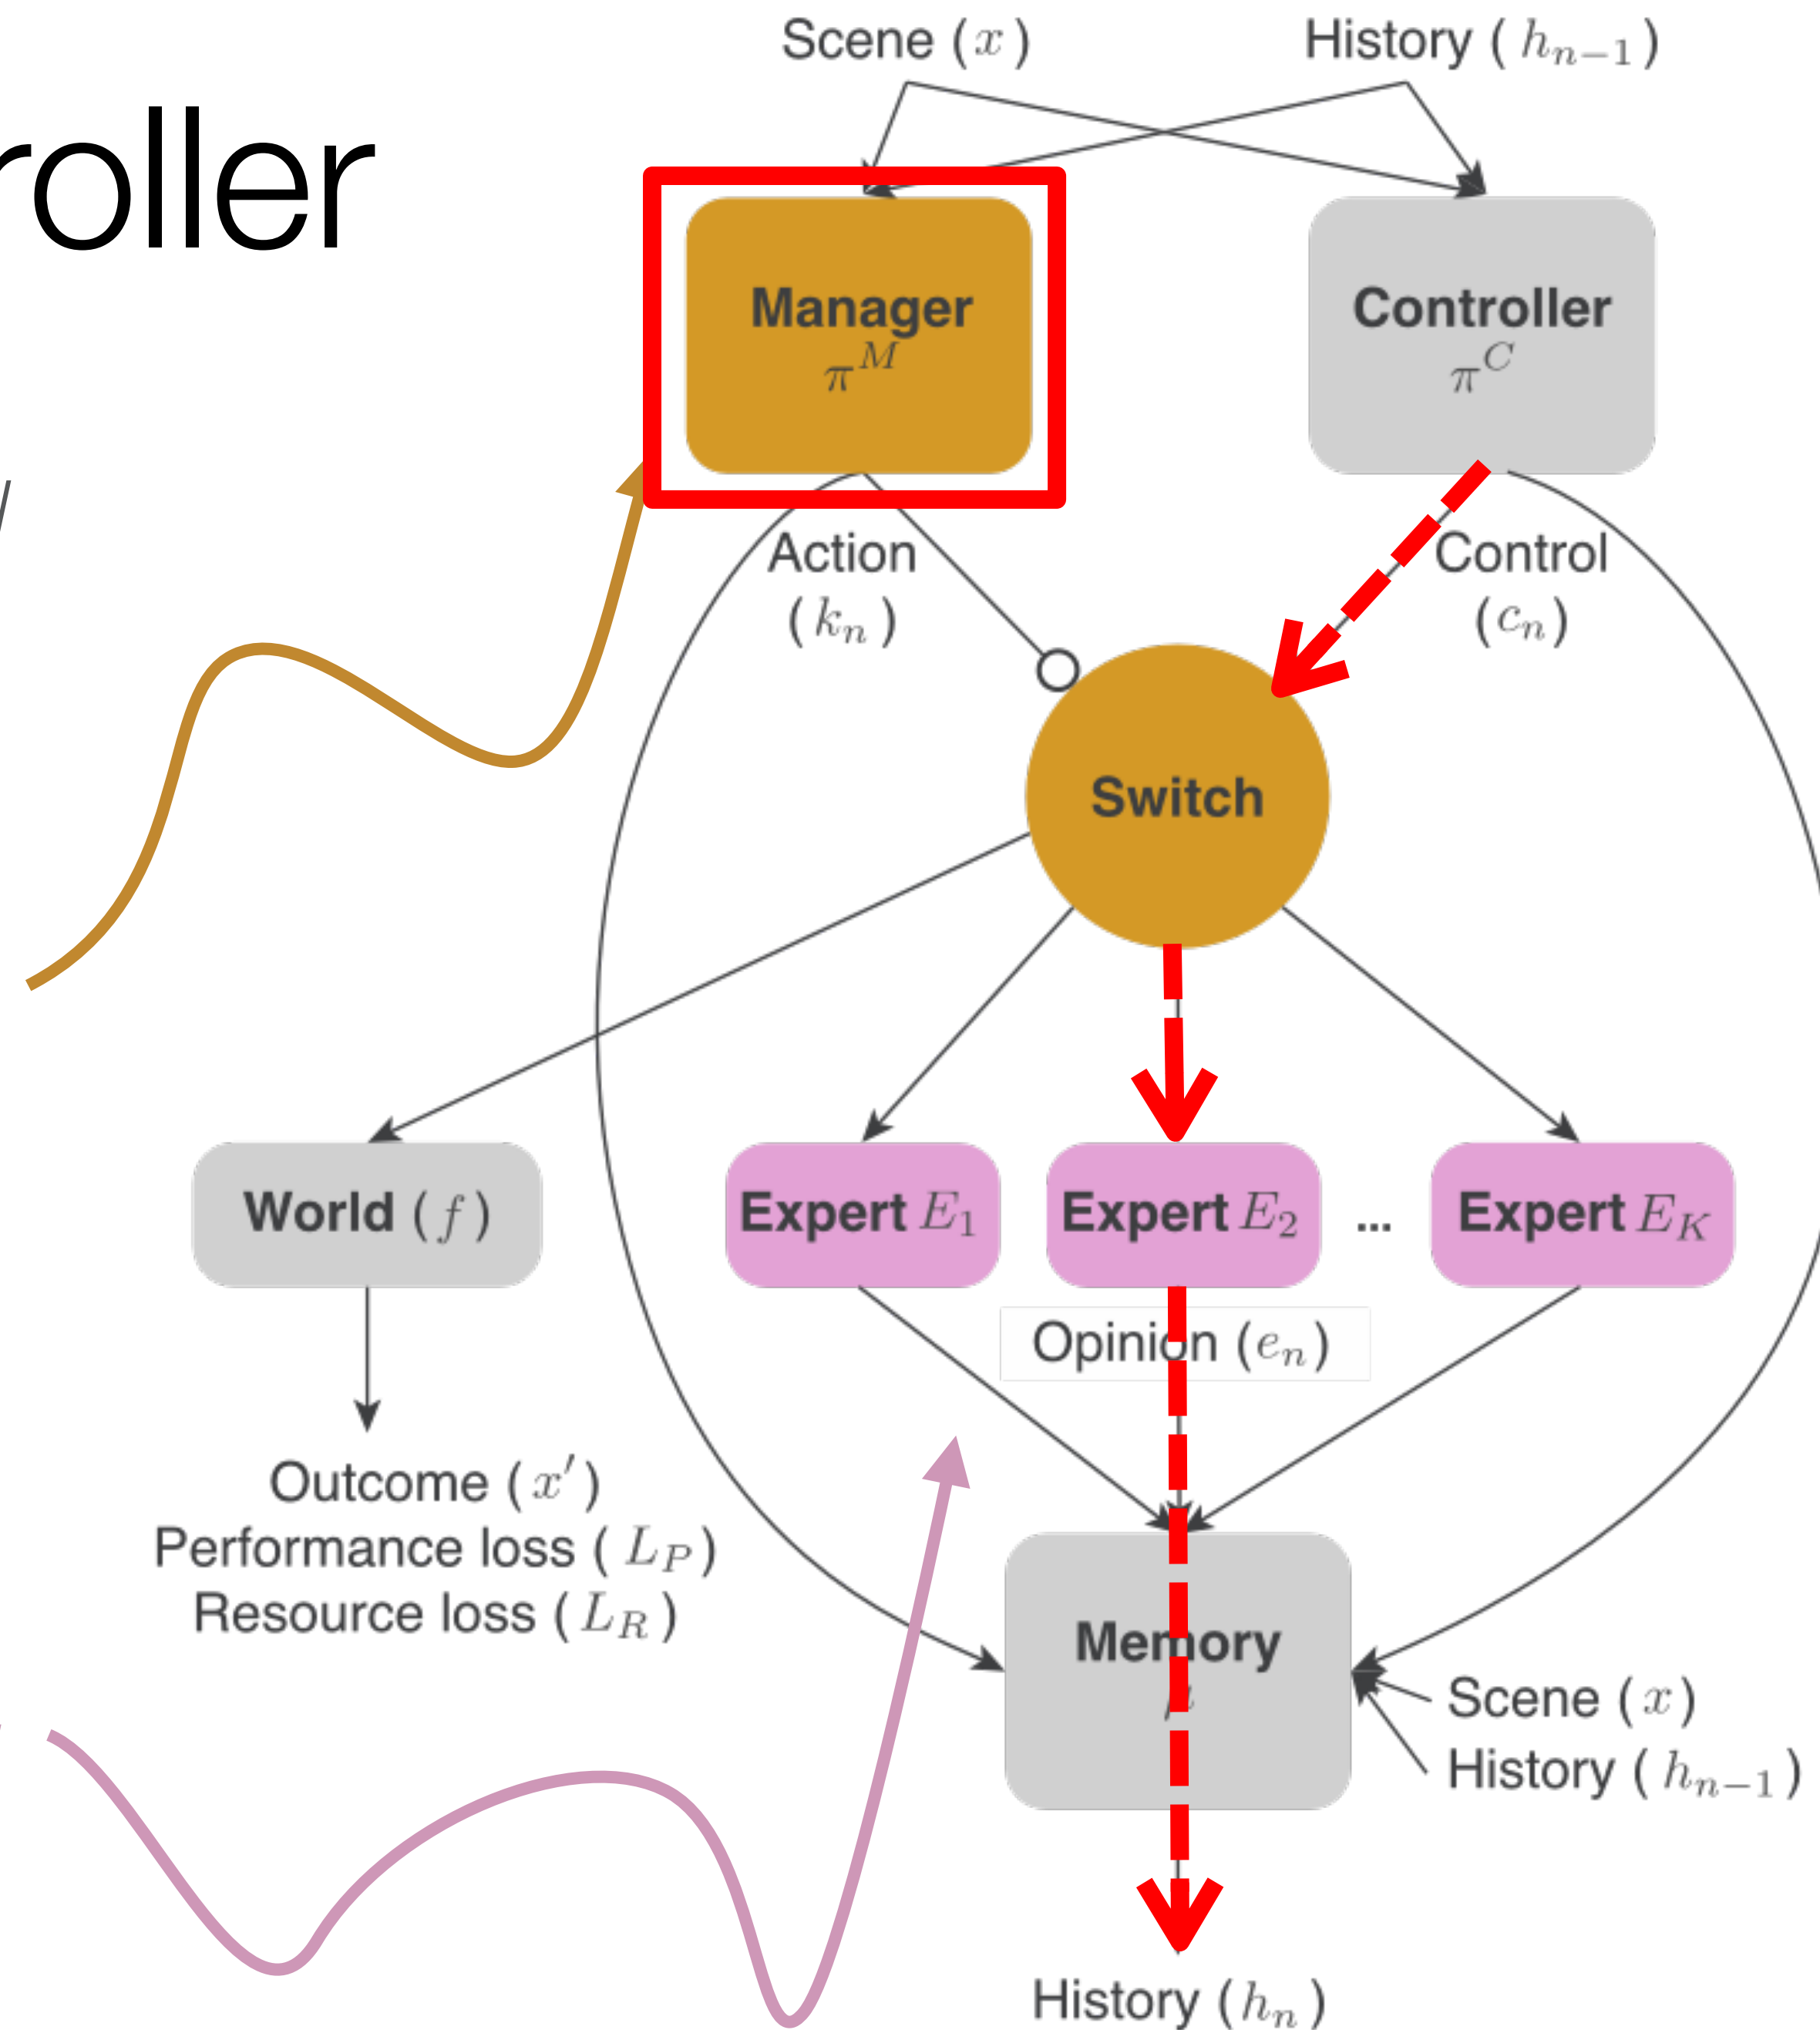 Scene (x)
History (h_{n−1})
roller
Manager
π^M
Controller
π^C
Action
(k_n)
Control
(c_n)
Switch
World (f)
Expert E_1
Expert E_2
...
Expert E_K
Opinion (e_n)
Outcome (x′)
Performance loss (L_P)
Resource loss (L_R)
Memory
μ
Scene (x)
History (h_{n−1})
History (h_n)